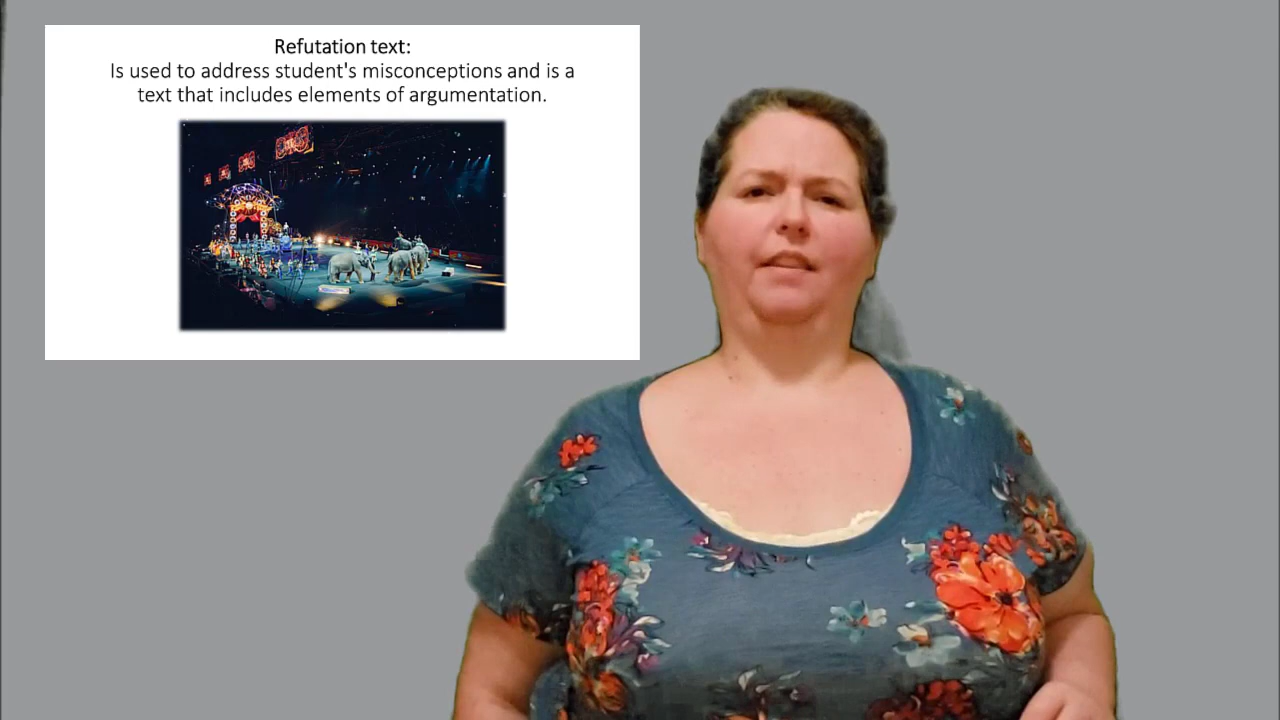 Refutation text:
Is used to address student's misconceptions and is a
text that includes elements of argumentation.